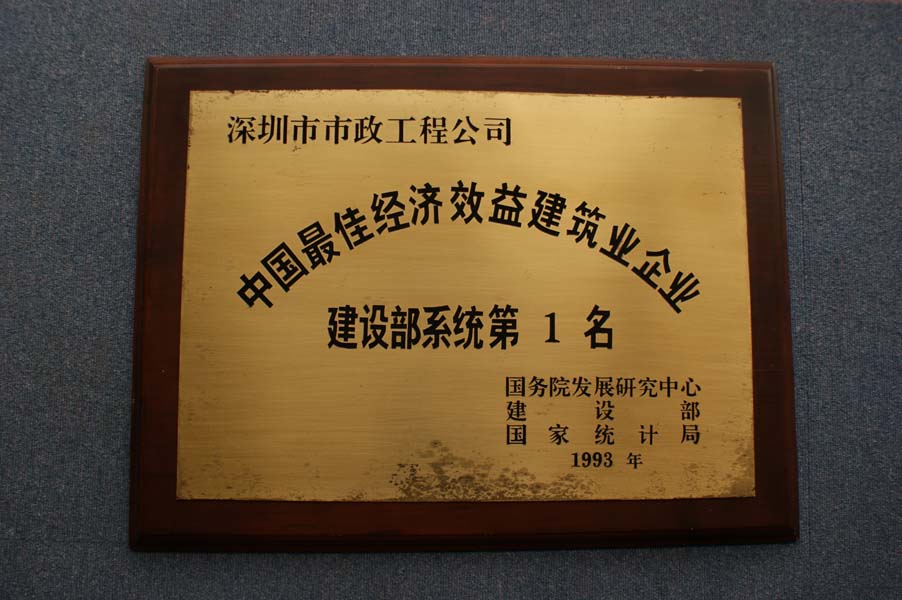 深圳市市政工程公司
中国最佳经济效益建筑业企业
建设部系统第 1 名
国务院发展研究中心
建设部
国家统计局
1993 年